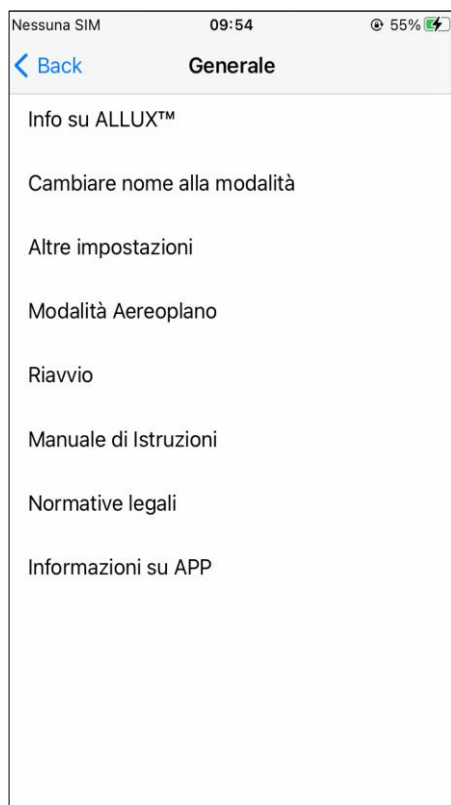 Nessuna SIM 09:54 55%
Back Generale
Info su ALLUX™
Cambiare nome alla modalità
Altre impostazioni
Modalità Aereoplano
Riavvio
Manuale di Istruzioni
Normative legali
Informazioni su APP